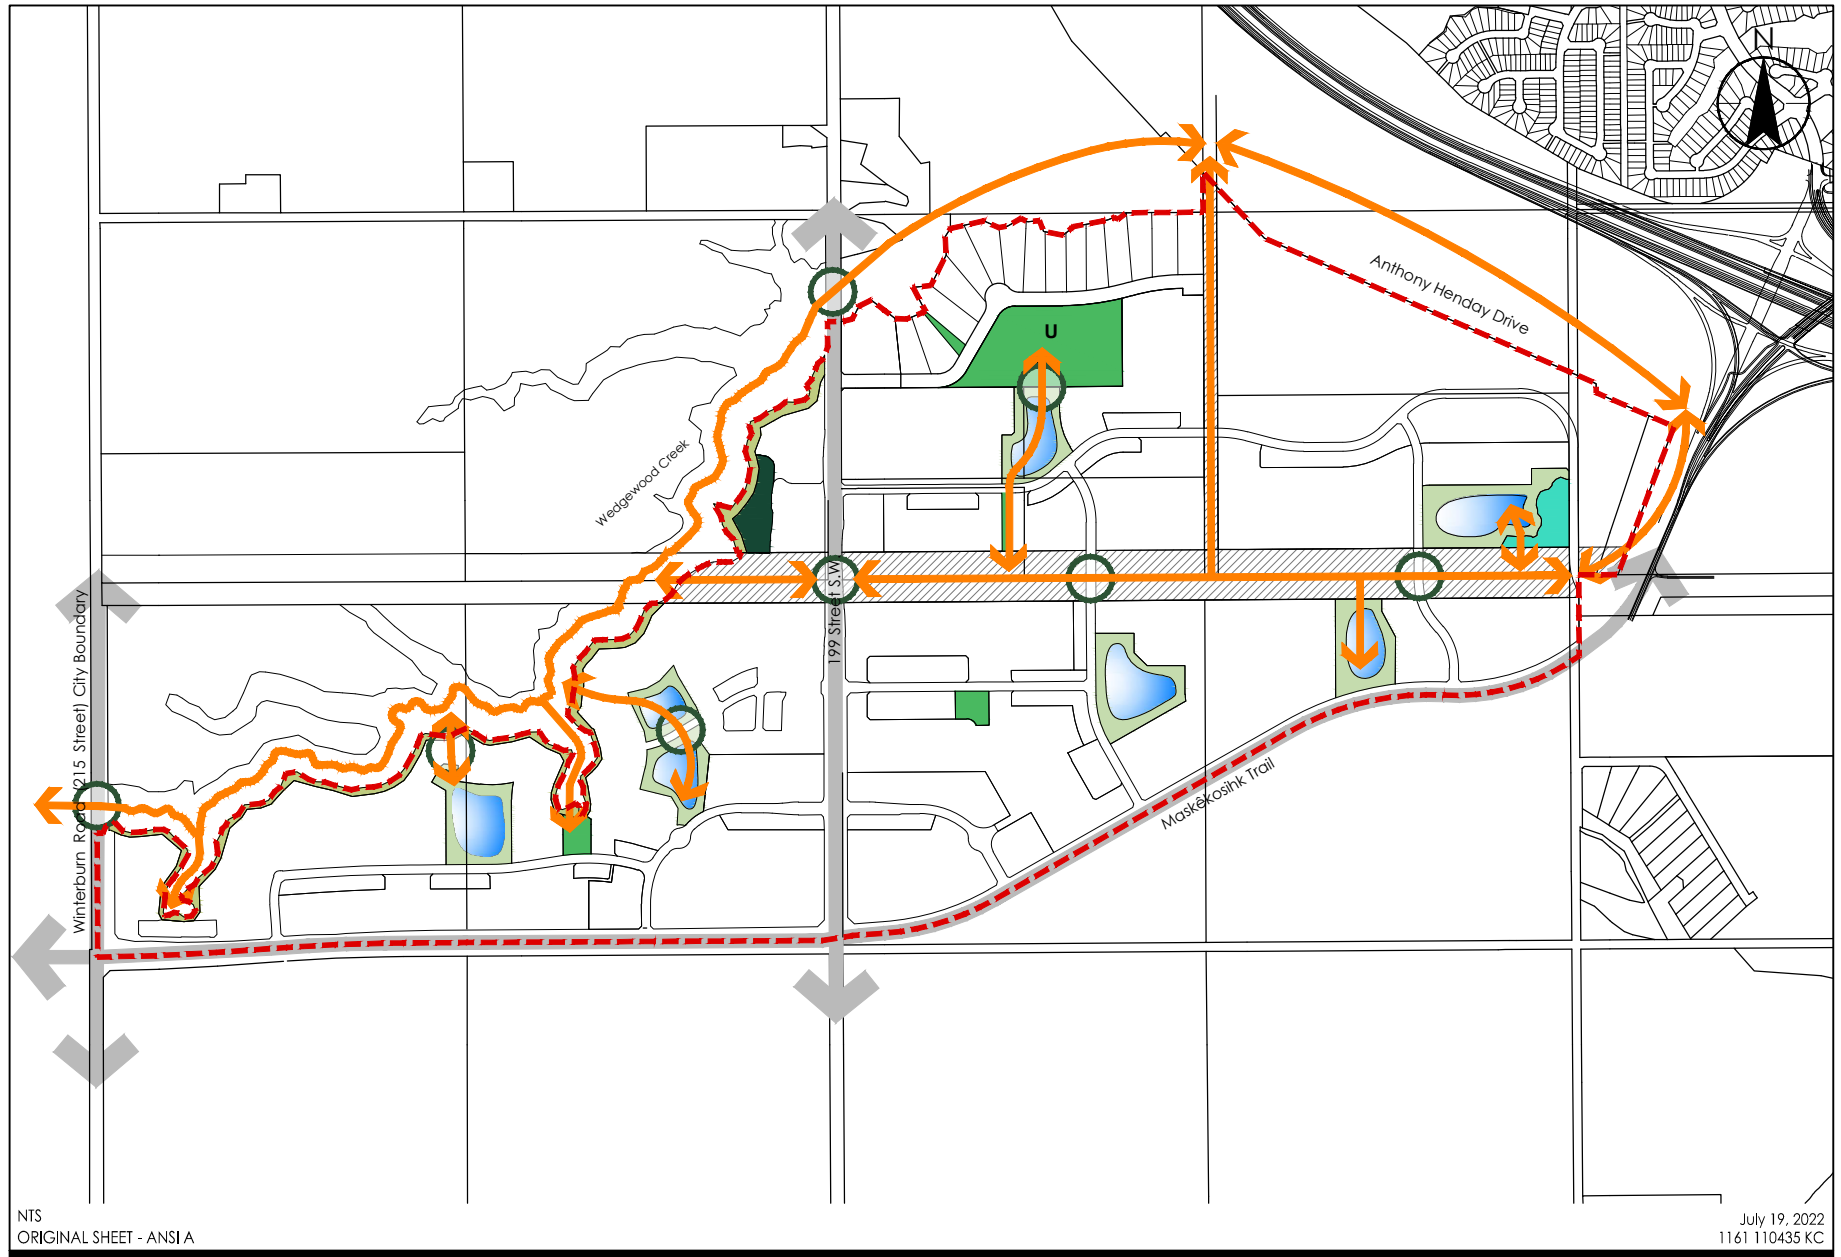 N
Anthony Henday Drive
U
Wedgewood Creek
199 Street S.W
Winterburn Road (215 Street) City Boundary
Maskêkosihk Trail
NTS
ORIGINAL SHEET - ANSI A
July 19, 2022
1161 110435 KC